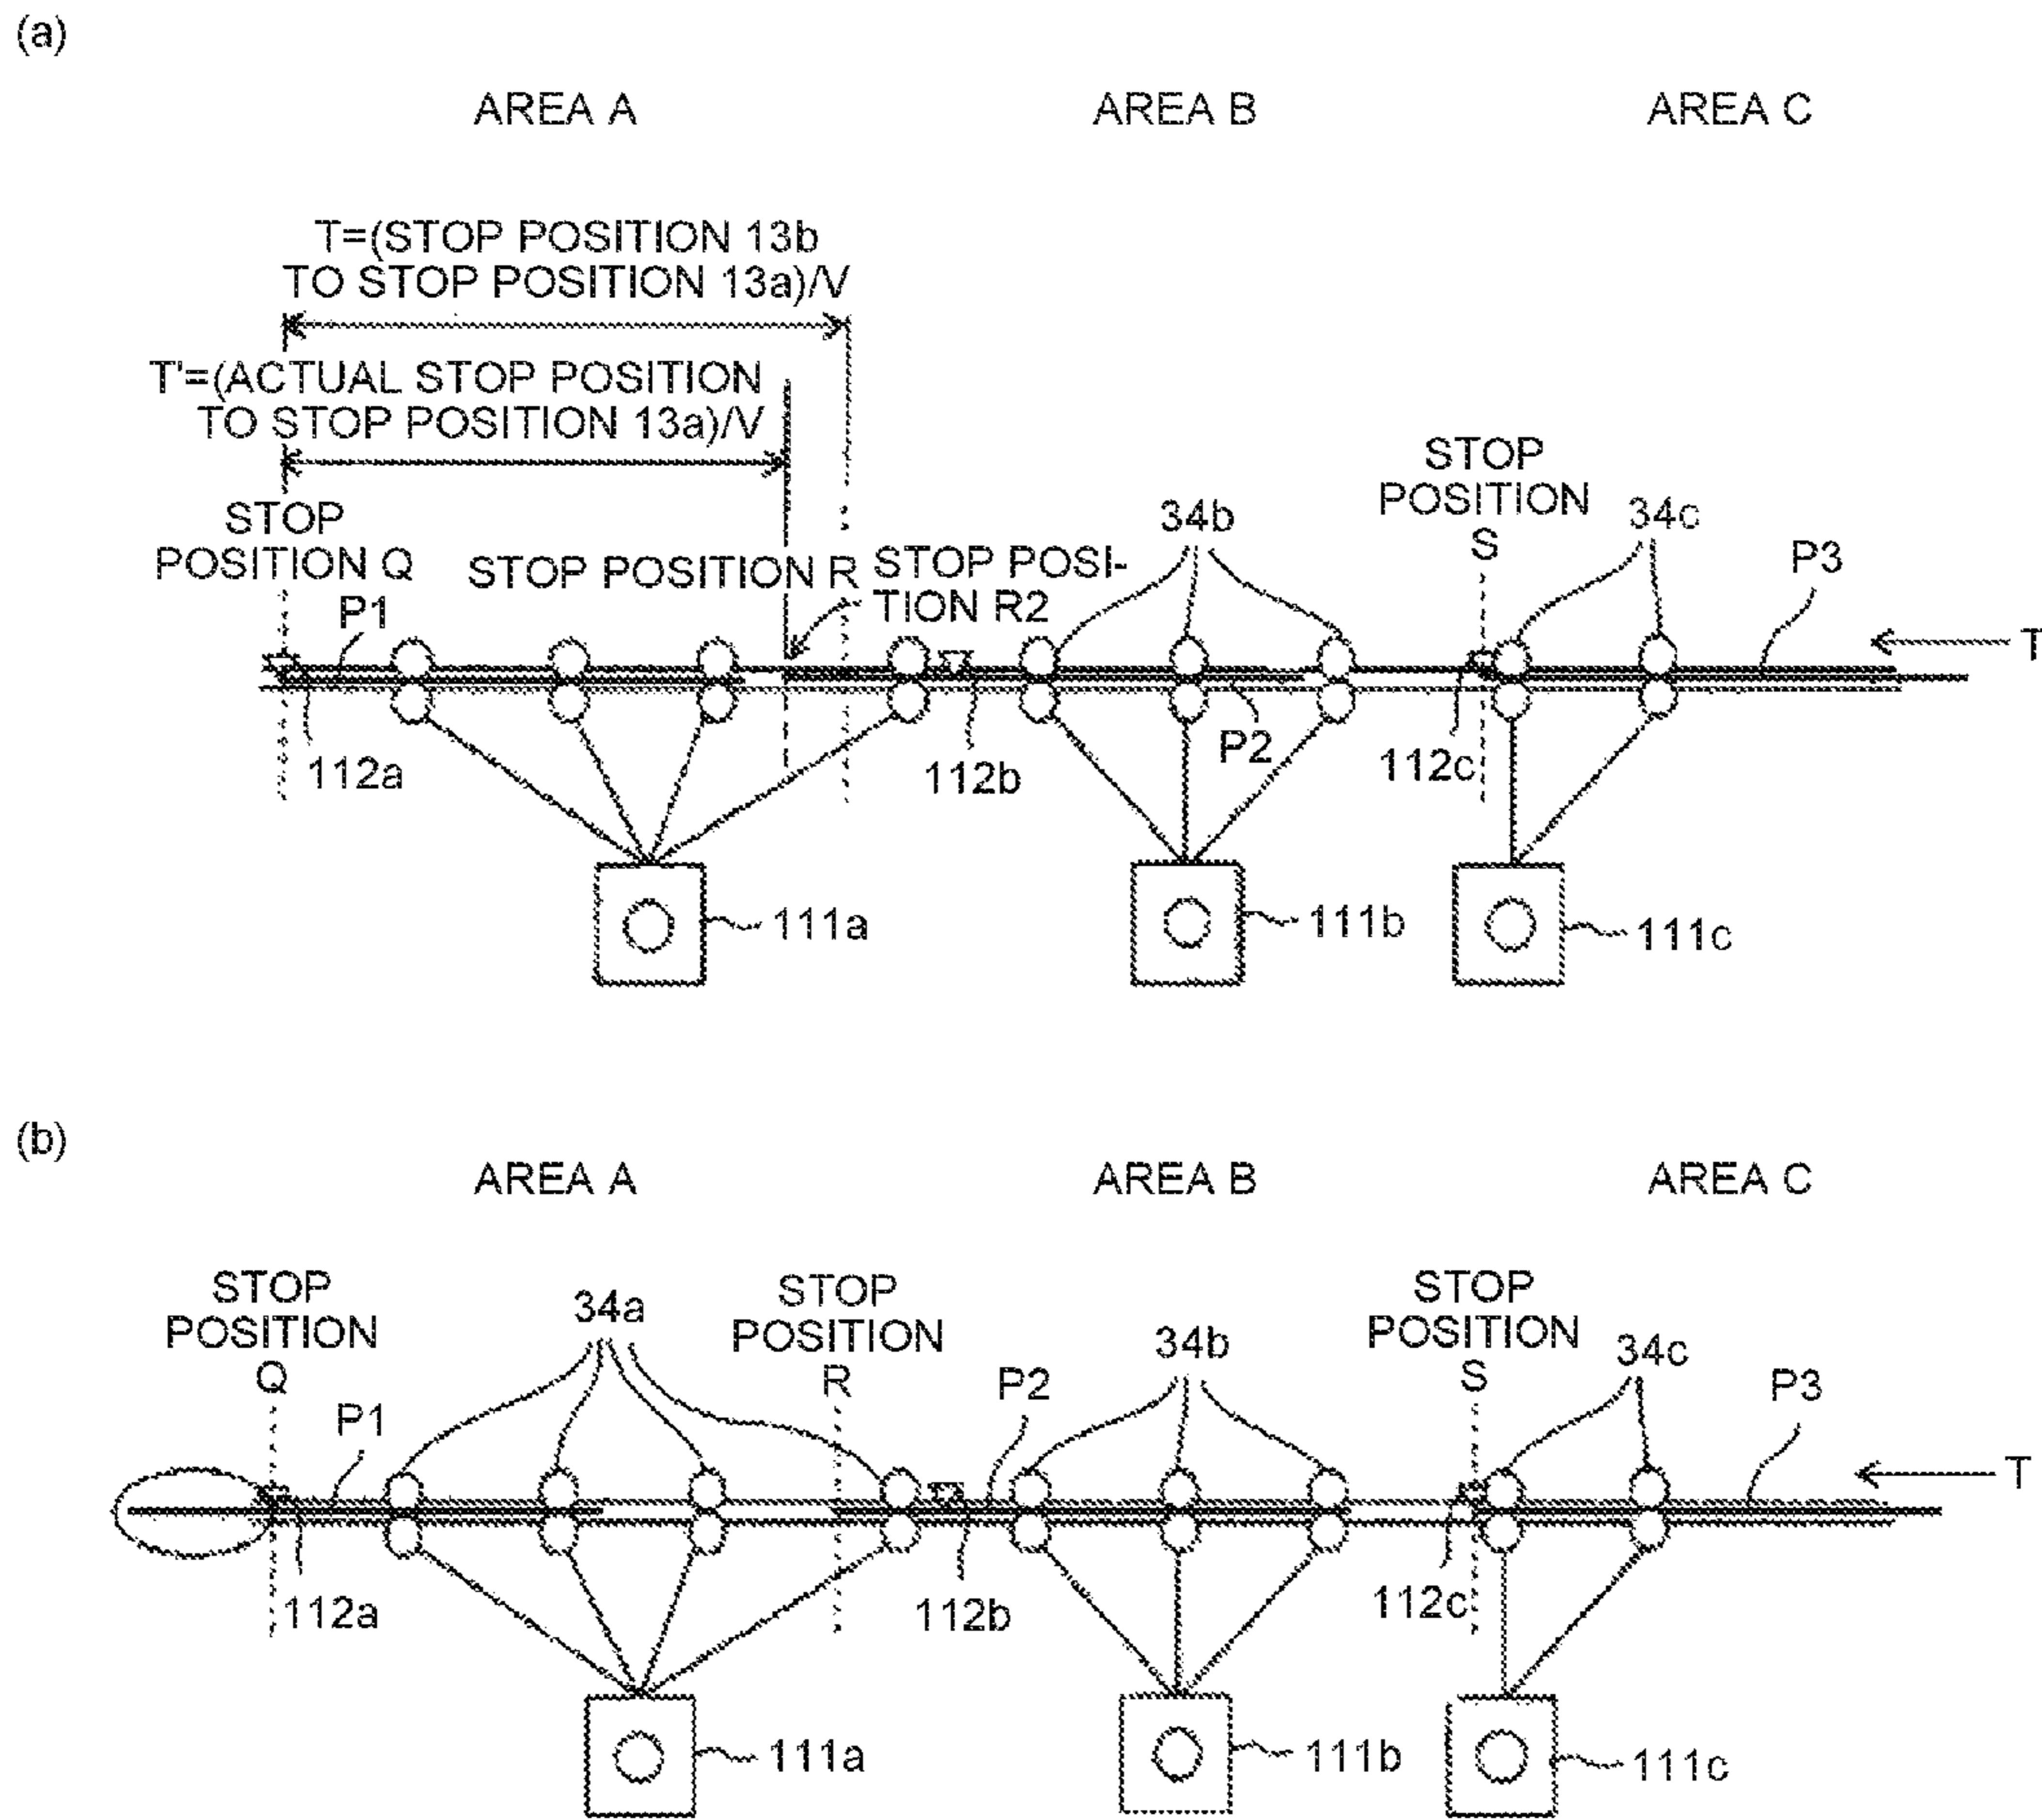 (a)
AREA A
AREA B
AREA C
T=(STOP POSITION 13b
TO STOP POSITION 13a)/V
T'=(ACTUAL STOP POSITION
TO STOP POSITION 13a)/V
STOP
POSITION Q
STOP POSITION R
STOP POSI-
TION R2
STOP
POSITION
S
34b
34c
P1
P3
T
112a
112b
P2
112c
111a
111b
111c
(b)
AREA A
AREA B
AREA C
STOP
POSITION
Q
34a
STOP
POSITION
R
34b
STOP
POSITION
S
34c
P1
P2
P3
T
112a
112b
112c
111a
111b
111c